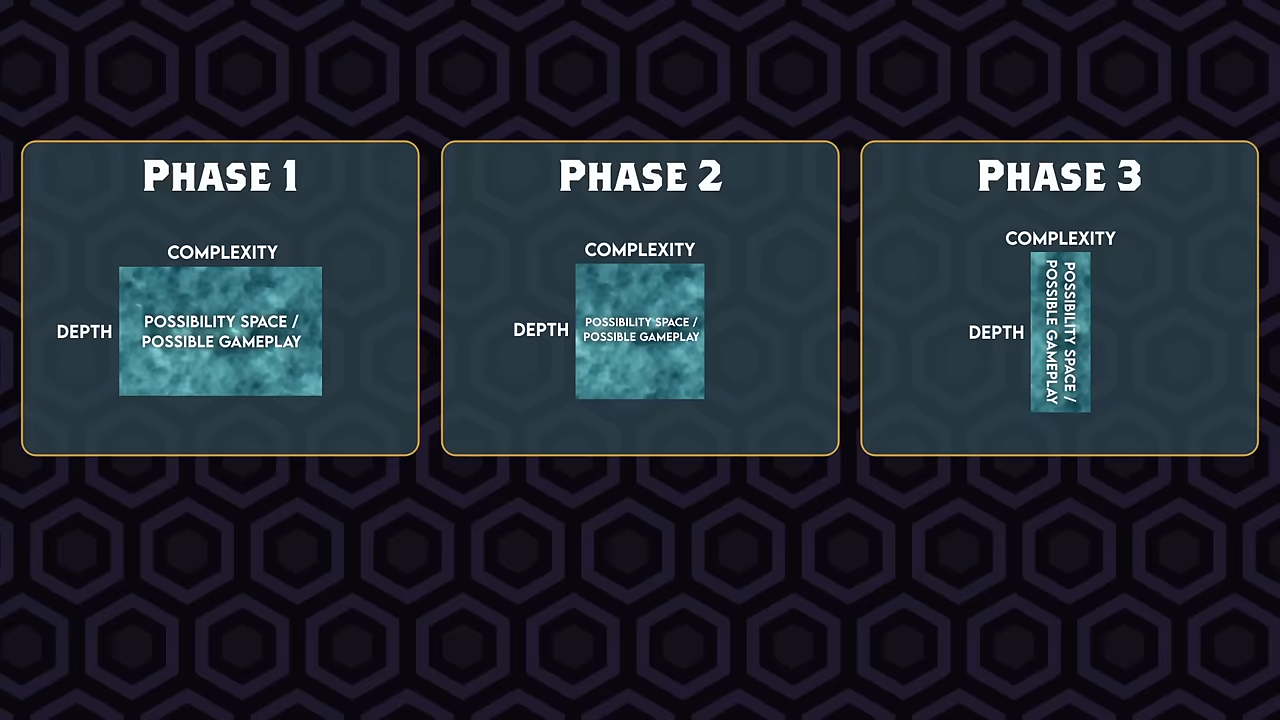 PHASE 1
COMPLEXITY
DEPTH
POSSIBILITY SPACE /
POSSIBLE GAMEPLAY
PHASE 2
COMPLEXITY
DEPTH
POSSIBILITY SPACE /
POSSIBLE GAMEPLAY
PHASE 3
COMPLEXITY
DEPTH
POSSIBILITY SPACE /
POSSIBLE GAMEPLAY